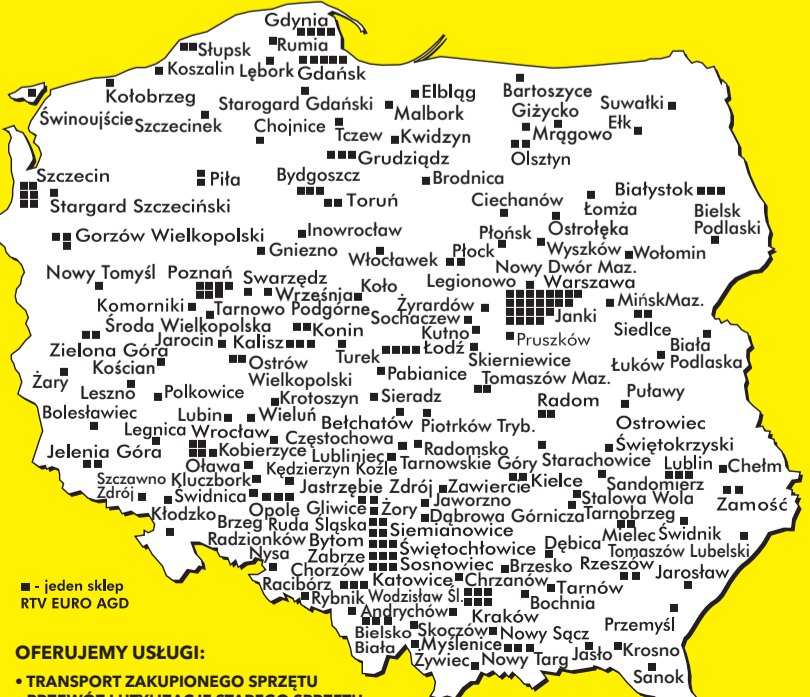 Gdynia
Słupsk
Rumia
Koszalin
Lębork
Gdańsk
Kołobrzeg
Starogard Gdański
Elbląg
Bartoszyce
Malbork
Giżycko
Suwałki
Świnoujście
Szczecinek
Chojnice
Tczew
Kwidzyn
Mrągowo
Ełk
Grudziądz
Olsztyn
Szczecin
Piła
Bydgoszcz
Brodnica
Białystok
Stargard Szczeciński
Toruń
Ciechanów
Łomża
Bielsk
Podlaski
Gorzów Wielkopolski
Inowrocław
Płońsk
Ostrołęka
Gniezno
Włocławek
Płock
Wyszków
Wołomin
Nowy Dwór Maz.
Nowy Tomyśl
Poznań
Swarzędz
Koło
Legionowo
Warszawa
Września
Komorniki
Tarnowo Podgórne
Żyrardów
MińskMaz.
Sochaczew
Janki
Środa Wielkopolska
Konin
Kutno
Siedlce
Jarocin
Kalisz
Pruszków
Biała
Podlaska
Zielona Góra
Turek
Łódź
Skierniewice
Łuków
Kościan
Ostrów
Wielkopolski
Pabianice
Tomaszów Maz.
Żary
Leszno
Polkowice
Krotoszyn
Sieradz
Radom
Puławy
Bolesławiec
Lubin
Wieluń
Bełchatów
Piotrków Tryb.
Ostrowiec
Świętokrzyski
Legnica
Wrocław
Częstochowa
Jelenia Góra
Kobierzyce
Lubliniec
Radomsko
Oława
Kędzierzyn Koźle
Tarnowskie Góry
Starachowice
Lublin
Chełm
Szczawno
Zdrój
Kluczbork
Jastrzębie Zdrój
Zawiercie
Kielce
Sandomierz
Świdnica
Jaworzno
Stalowa Wola
Zamość
Kłodzko
Opole
Gliwice
Żory
Dąbrowa Górnicza
Tarnobrzeg
Brzeg
Ruda Śląska
Siemianowice
Mielec
Świdnik
Radzionków
Bytom
Świętochłowice
Dębica
Tomaszów Lubelski
Nysa
Zabrze
Sosnowiec
Brzesko
Rzeszów
Chorzów
Katowice
Chrzanów
Jarosław
Racibórz
Rybnik
Wodzisław Śl.
Tarnów
Bochnia
Andrychów
Kraków
Przemyśl
Bielsko
Biała
Skoczów
Nowy Sącz
Myślenice
Jasło
Krosno
Żywiec
Nowy Targ
Sanok
- jeden sklep
RTV EURO AGD
OFERUJEMY USŁUGI:
• TRANSPORT ZAKUPIONEGO SPRZĘTU